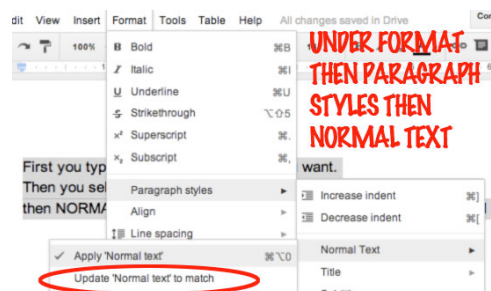 dit View Insert Format Tools Table Help All changes saved in Drive
100%
B Bold ⌘B
I Italic ⌘I
U Underline ⌘U
S Strikethrough ⌥⇧5
x² Superscript ⌘.
x₂ Subscript ⌘,
Paragraph styles ►
Align ►
Line spacing ►
UNDER FORMAT
THEN PARAGRAPH
STYLES THEN
NORMAL TEXT
First you typ want.
Then you sel
then NORMA
Increase indent ⌘]
Decrease indent ⌘[
Normal Text ►
Title ►
✓ Apply 'Normal text' ⌘⌥0
Update 'Normal text' to match